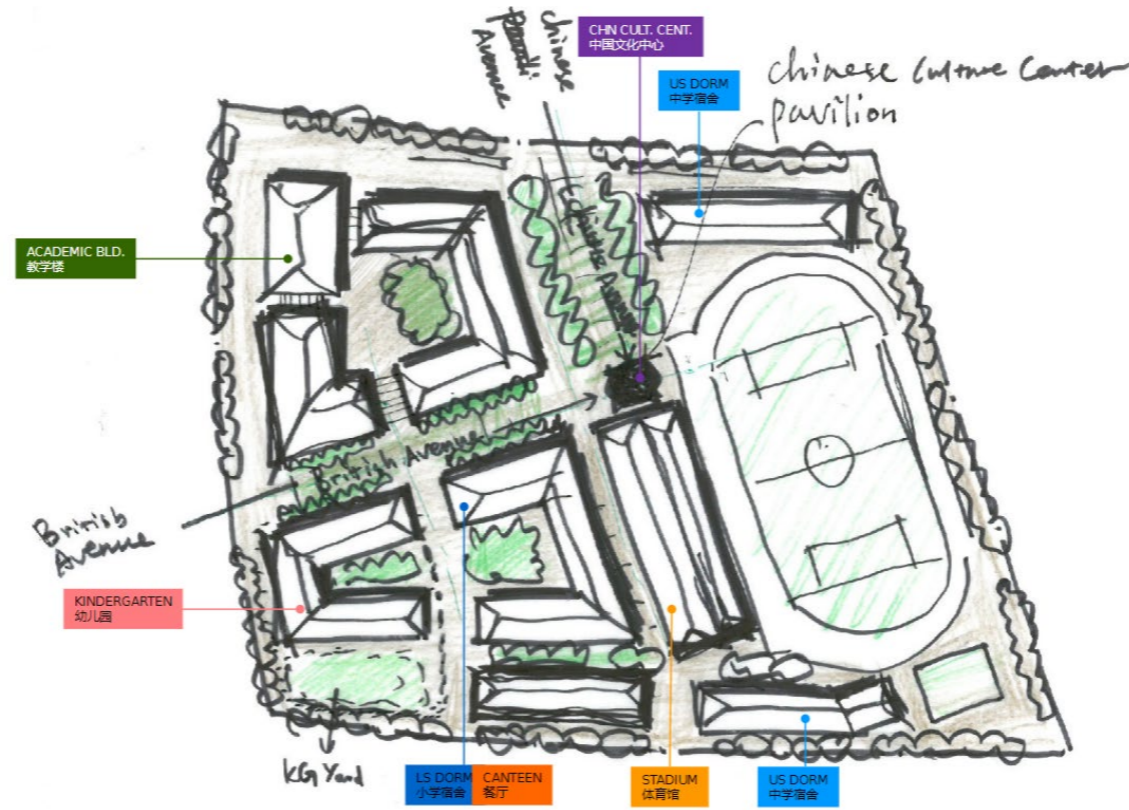 chinese
Avenue
CHN CULT. CENT.
中国文化中心
US DORM
中学宿舍
chinese Culture Center
pavilion
ACADEMIC BLD.
教学楼
Chinese Avenue
British Avenue
British
Avenue
KINDERGARTEN
幼儿园
KG Yard
LS DORM
小学宿舍
CANTEEN
餐厅
STADIUM
体育馆
US DORM
中学宿舍